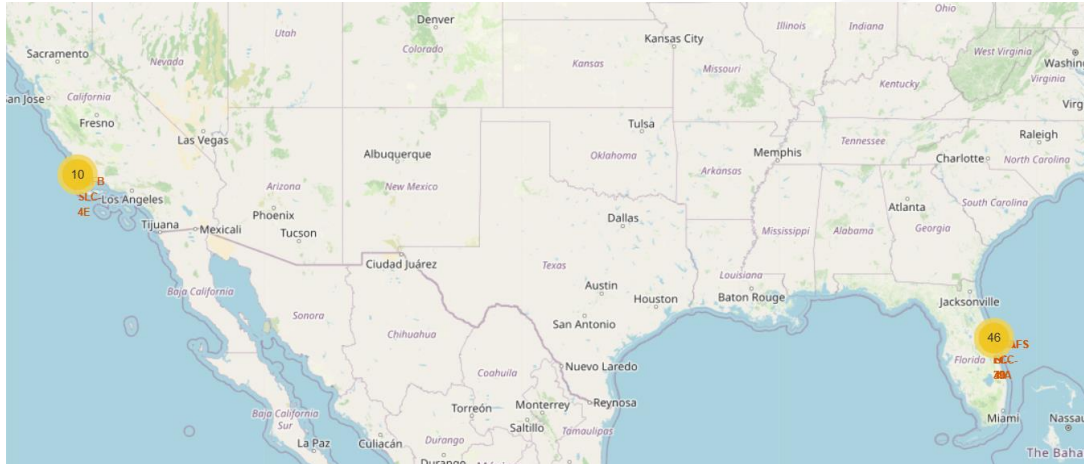 Denver
Ohio
Utah
Illinois
Indiana
Kansas City
Sacramento
Colorado
West Virginia
Nevada
Kansas
Washin
Missouri
Virginia
Kentucky
San Jose
California
Virg
Fresno
Tulsa
Raleigh
Las Vegas
Tennessee
Albuquerque
Memphis
Charlotte
North Carolina
Oklahoma
10
B
Arizona
New Mexico
Arkansas
SLC-
Los Angeles
South Carolina
4E
Phoenix
Dallas
Atlanta
Tijuana
Mexicali
Tucson
Mississippi
Alabama
Georgia
Ciudad Juárez
Texas
Louisiana
Baja California
Austin
Houston
Baton Rouge
Jacksonville
Sonora
San Antonio
Chihuahua
46
AFS
Florida
Nuevo Laredo
Coahuila
Torreón
Monterrey
Reynosa
Baja California
Sur
Saltillo
Tamaulipas
Miami
Nassau
La Paz
Culiacán
Durango
The Baha
Durango